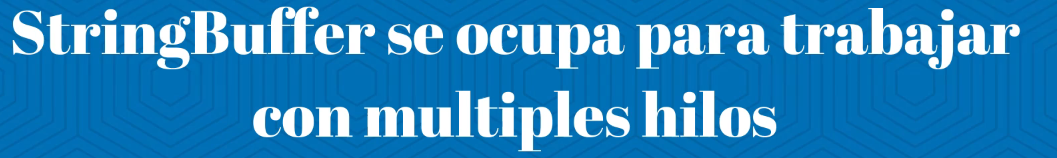 StringBuffer se ocupa para trabajar
con multiples hilos